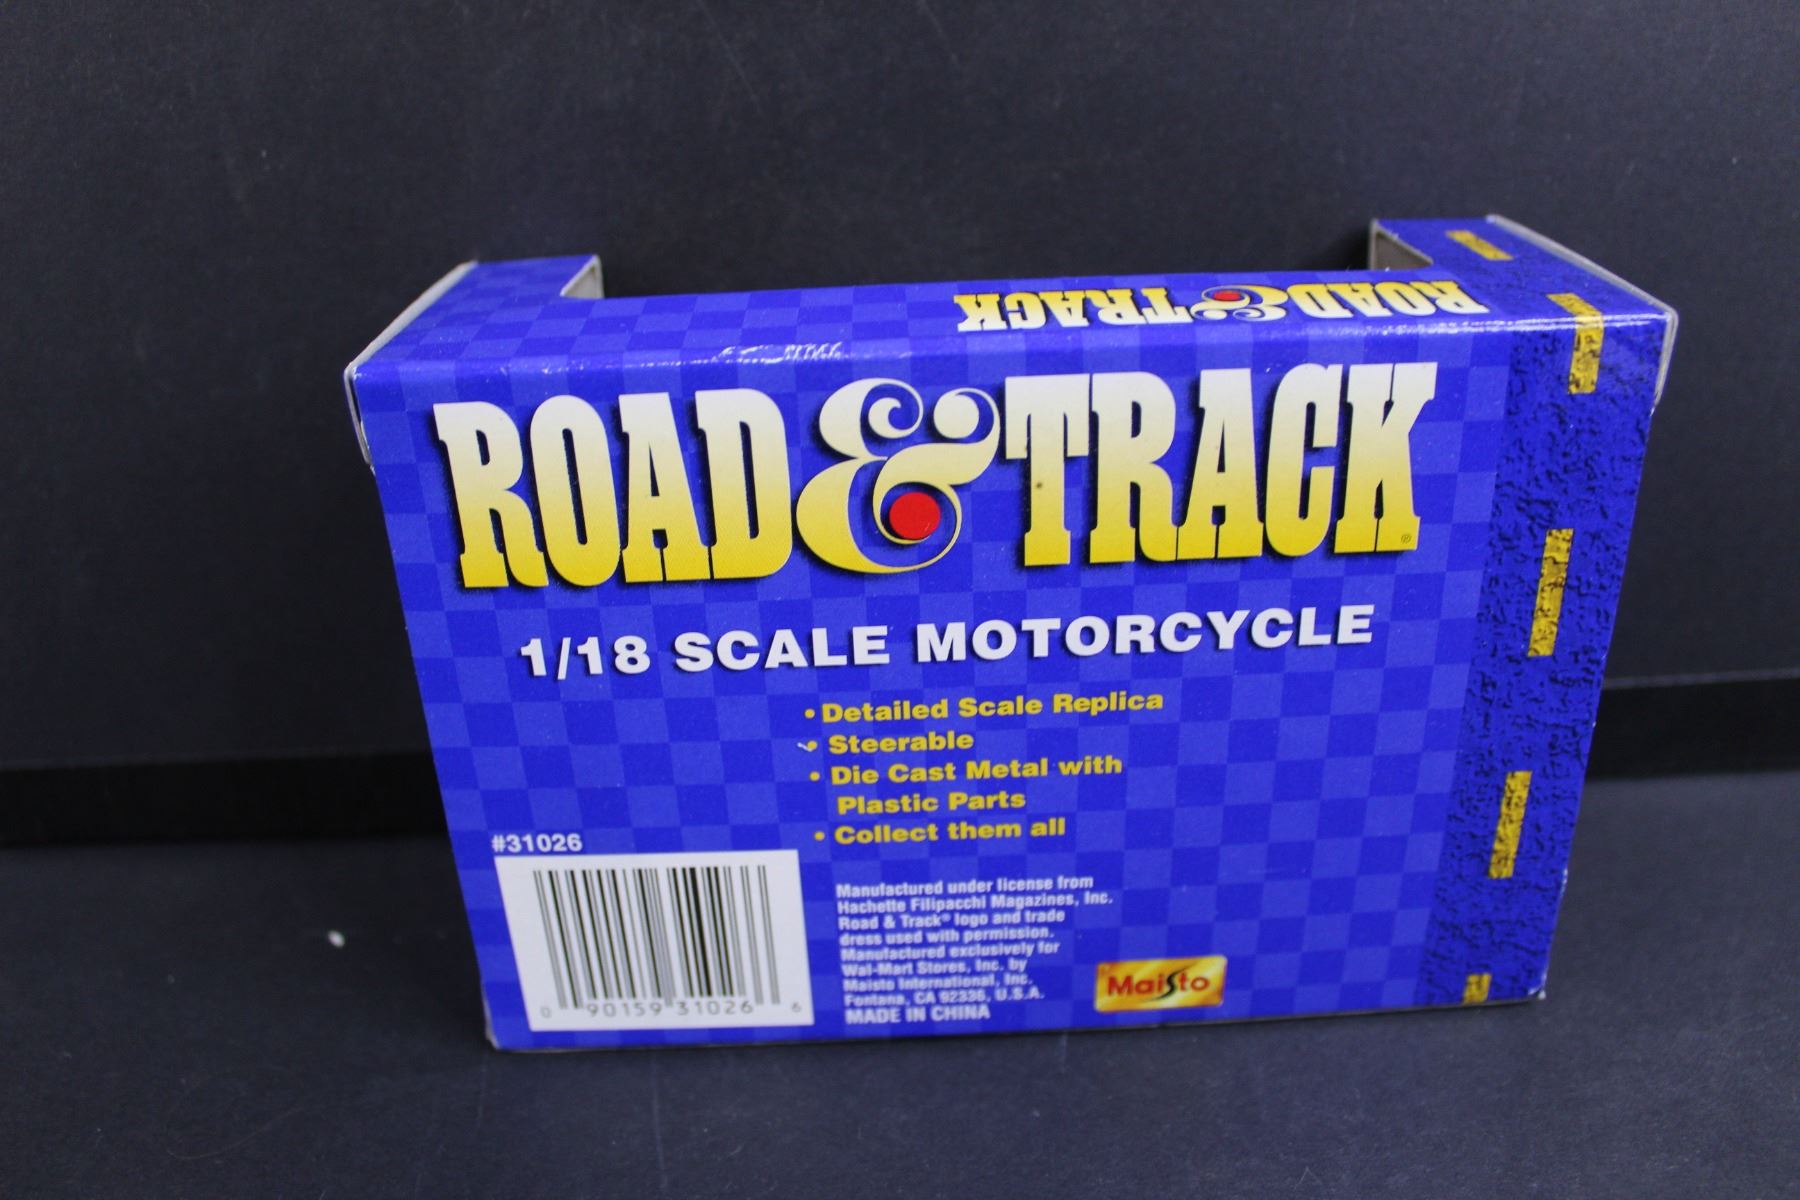 ROAD & TRACK
ROAD & TRACK®
1/18 SCALE MOTORCYCLE
• Detailed Scale Replica
• Steerable
• Die Cast Metal with
Plastic Parts
• Collect them all
#31026
0 90159 31026 6
Manufactured under license from
Hachette Filipacchi Magazines, Inc.
Road & Track® logo and trade
dress used with permission.
Manufactured exclusively for
Wal-Mart Stores, Inc. by
Maisto International, Inc.
Fontana, CA 92336, U.S.A.
MADE IN CHINA
Maisto